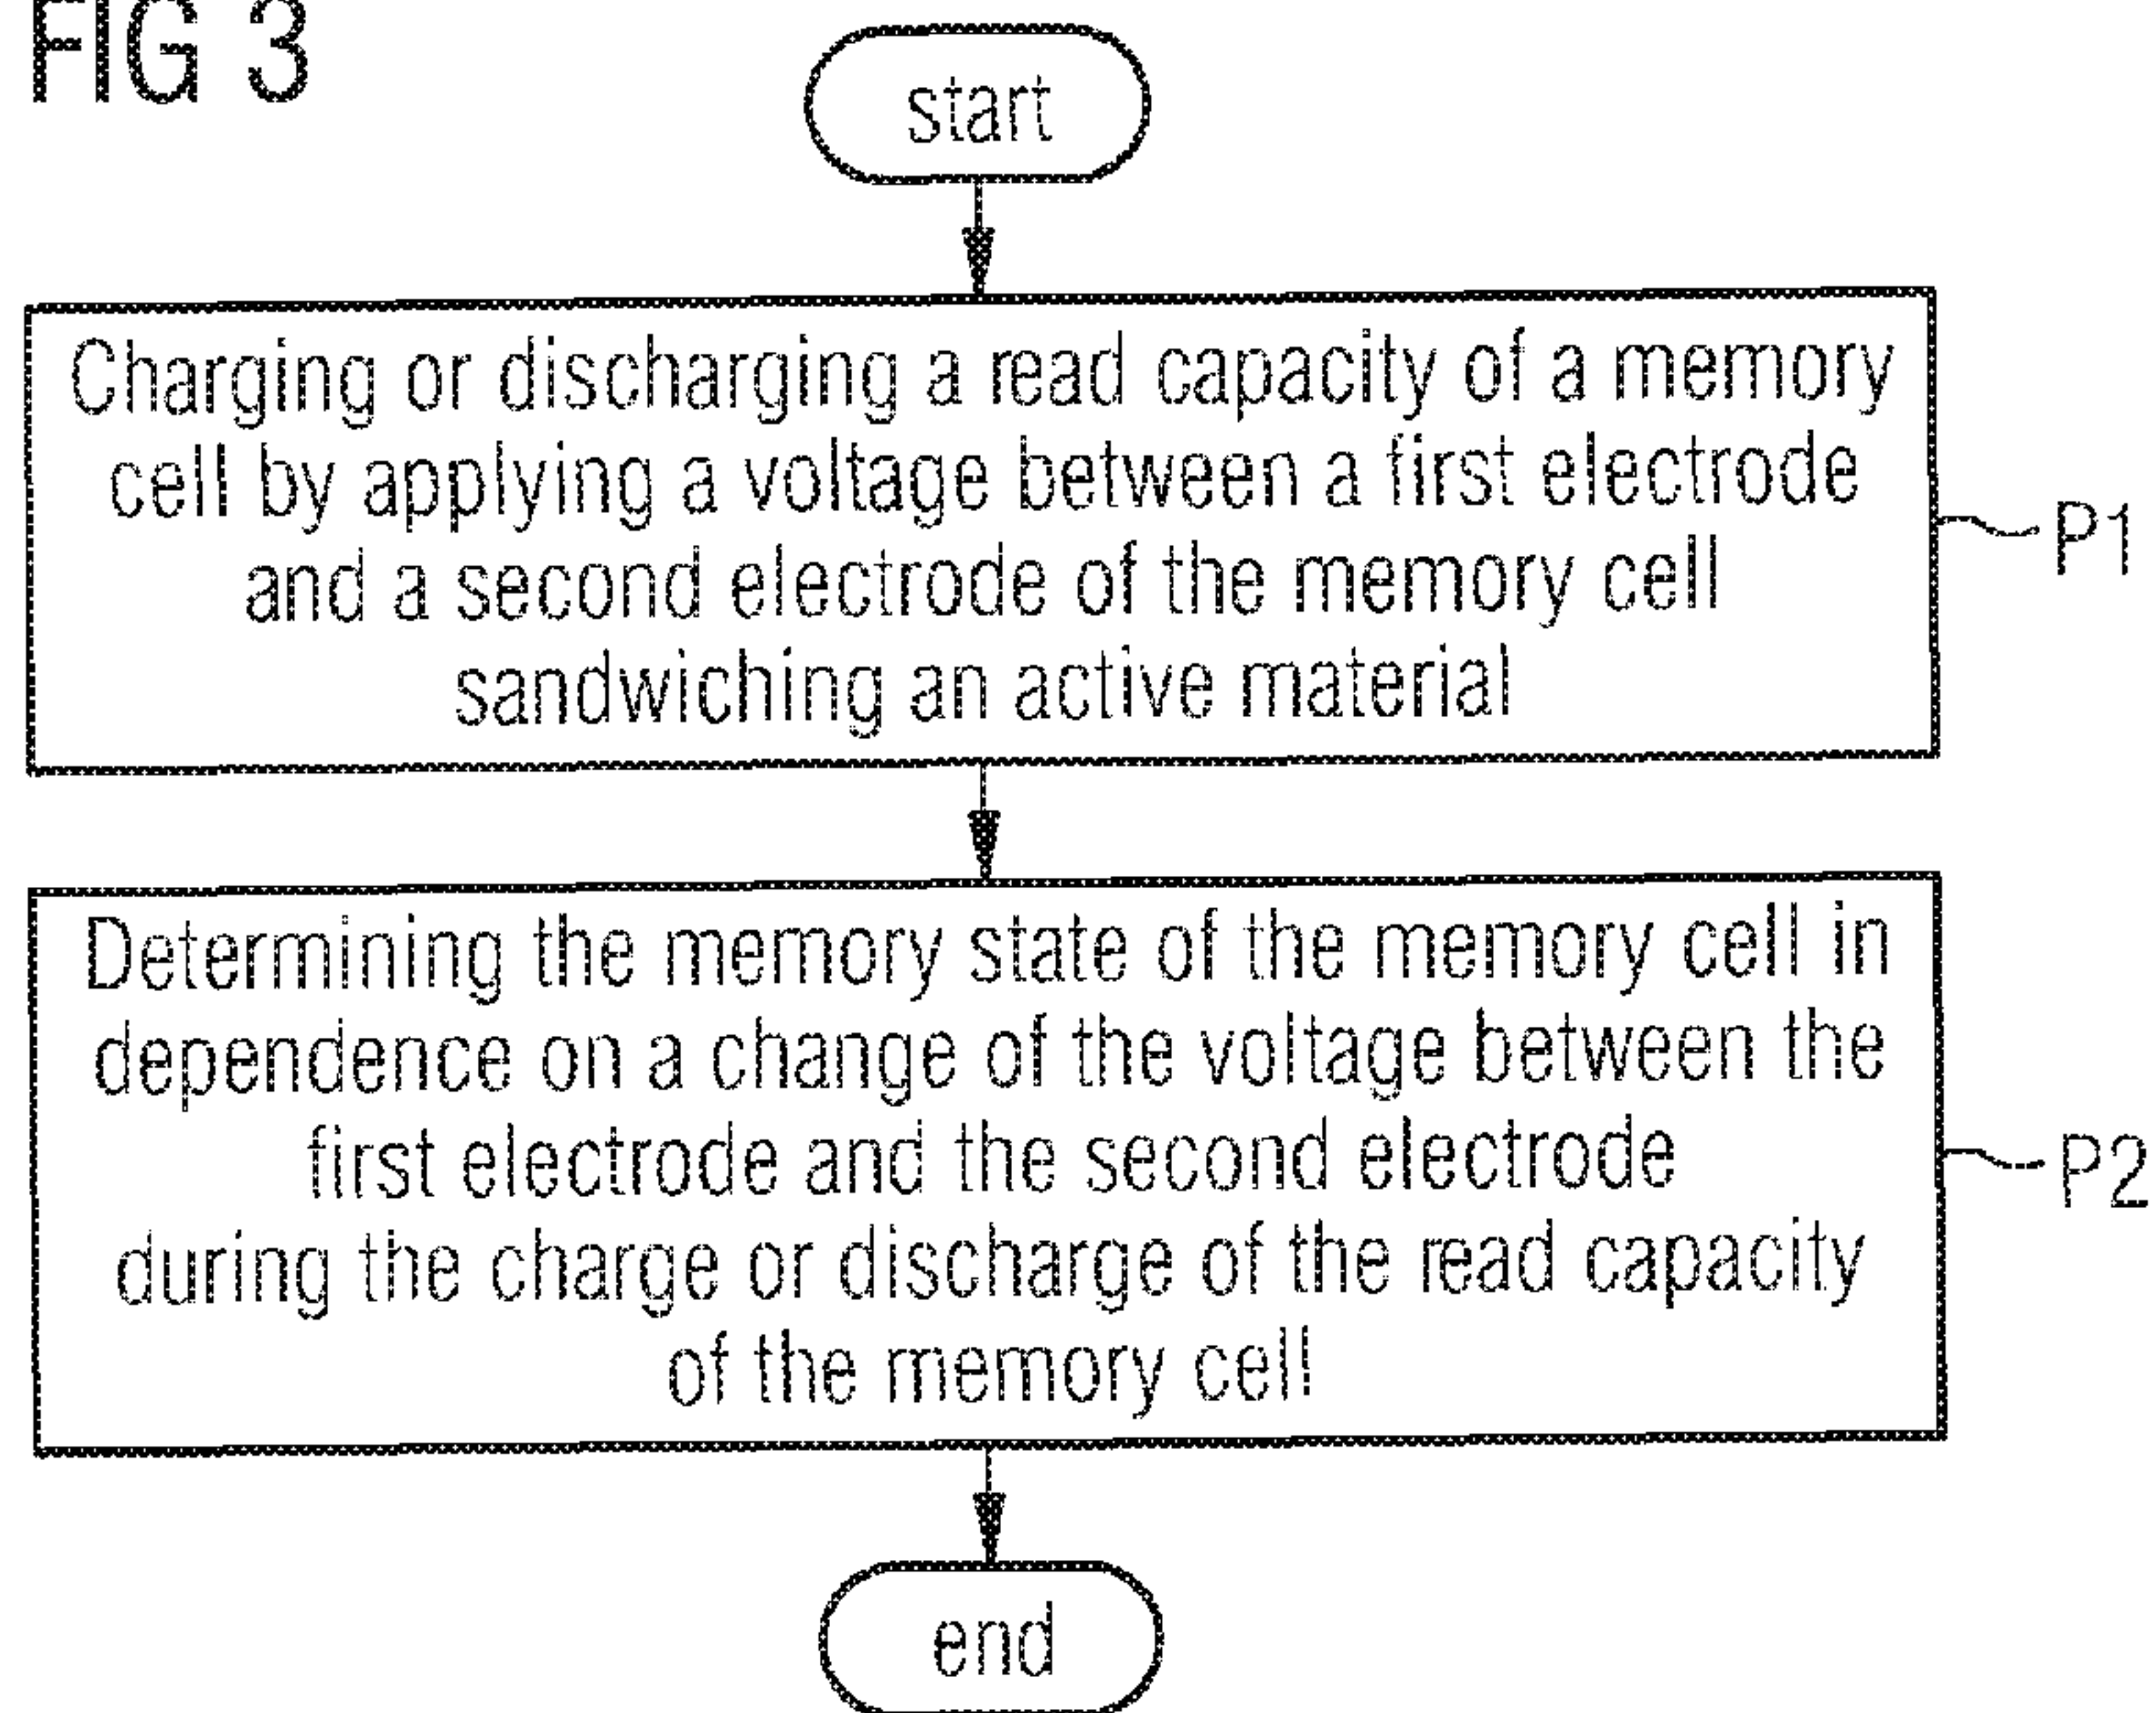 FIG 3
start
Charging or discharging a read capacity of a memory
cell by applying a voltage between a first electrode
and a second electrode of the memory cell
sandwiching an active material
P1
Determining the memory state of the memory cell in
dependence on a change of the voltage between the
first electrode and the second electrode
during the charge or discharge of the read capacity
of the memory cell
P2
end